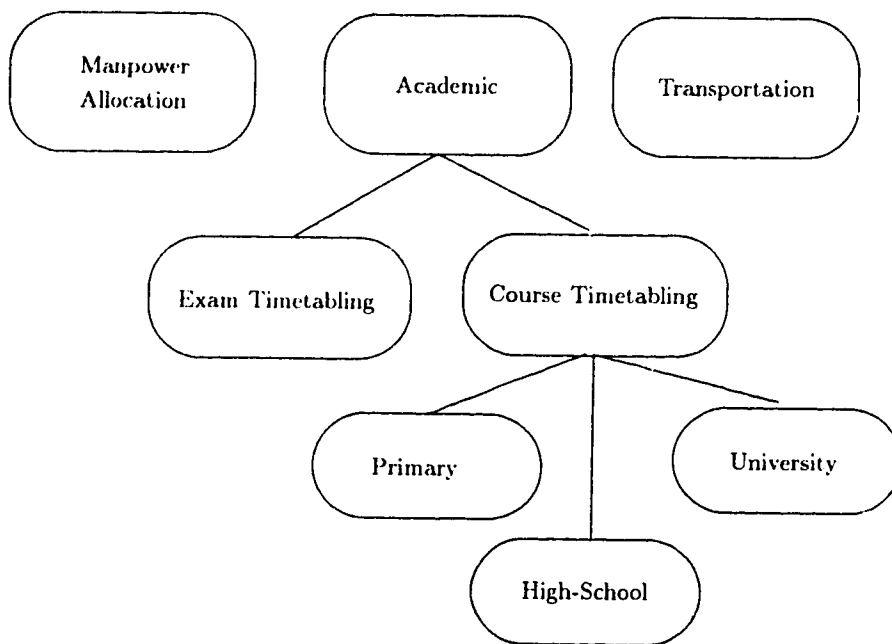 Manpower
Allocation
Academic
Transportation
Exam Timetabling
Course Timetabling
Primary
University
High-School